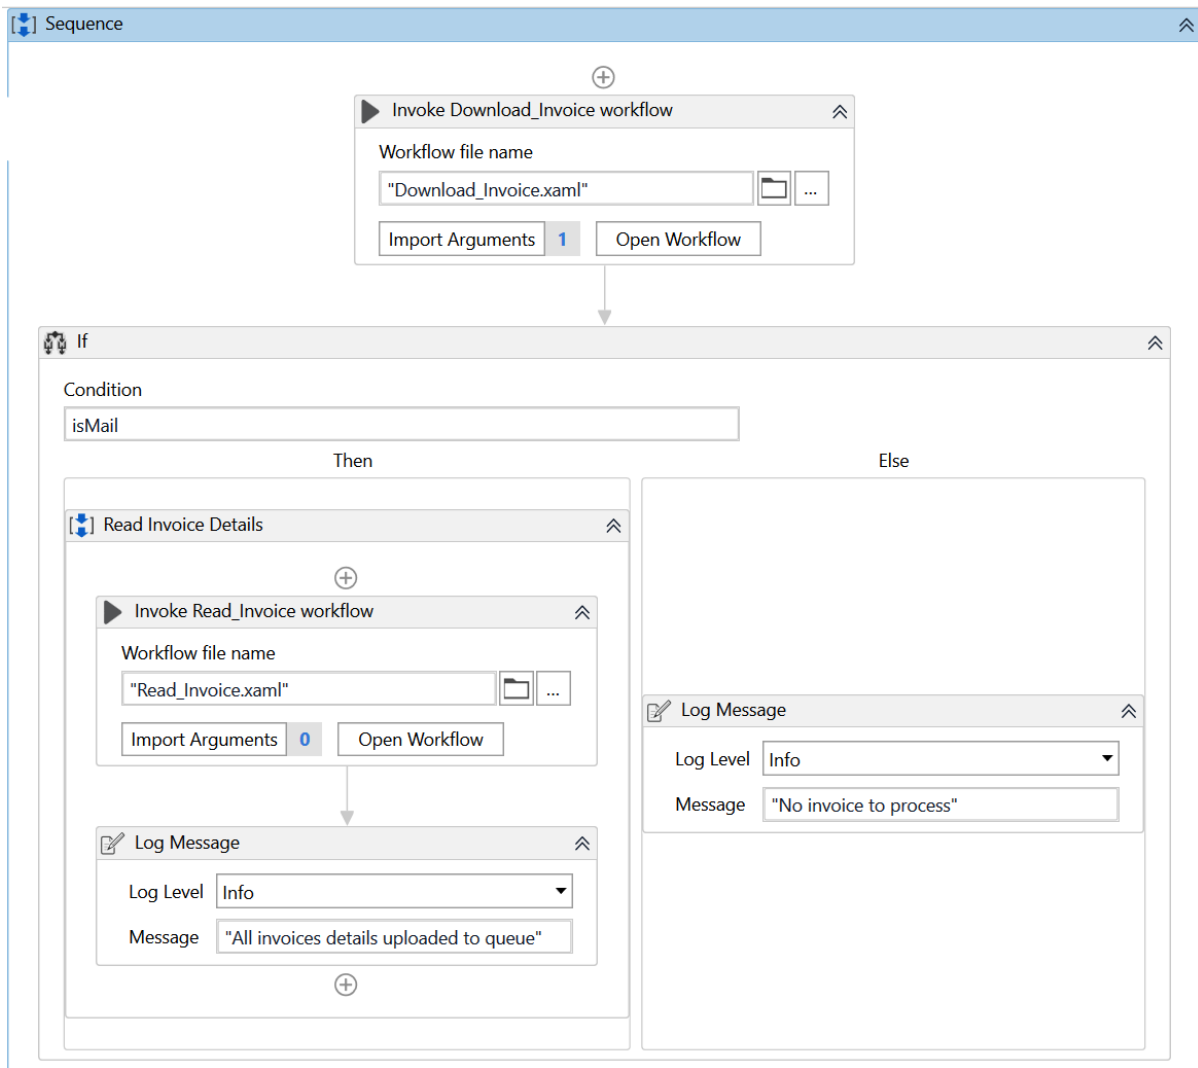 Sequence
Invoke Download_Invoice workflow
Workflow file name
"Download_Invoice.xaml"
...
Import Arguments 1 Open Workflow
If
Condition
isMail
Then Else
Read Invoice Details
Invoke Read_Invoice workflow
Workflow file name
"Read_Invoice.xaml"
...
Import Arguments 0 Open Workflow
Log Message
Log Level Info
Message "All invoices details uploaded to queue"
Log Message
Log Level Info
Message "No invoice to process"